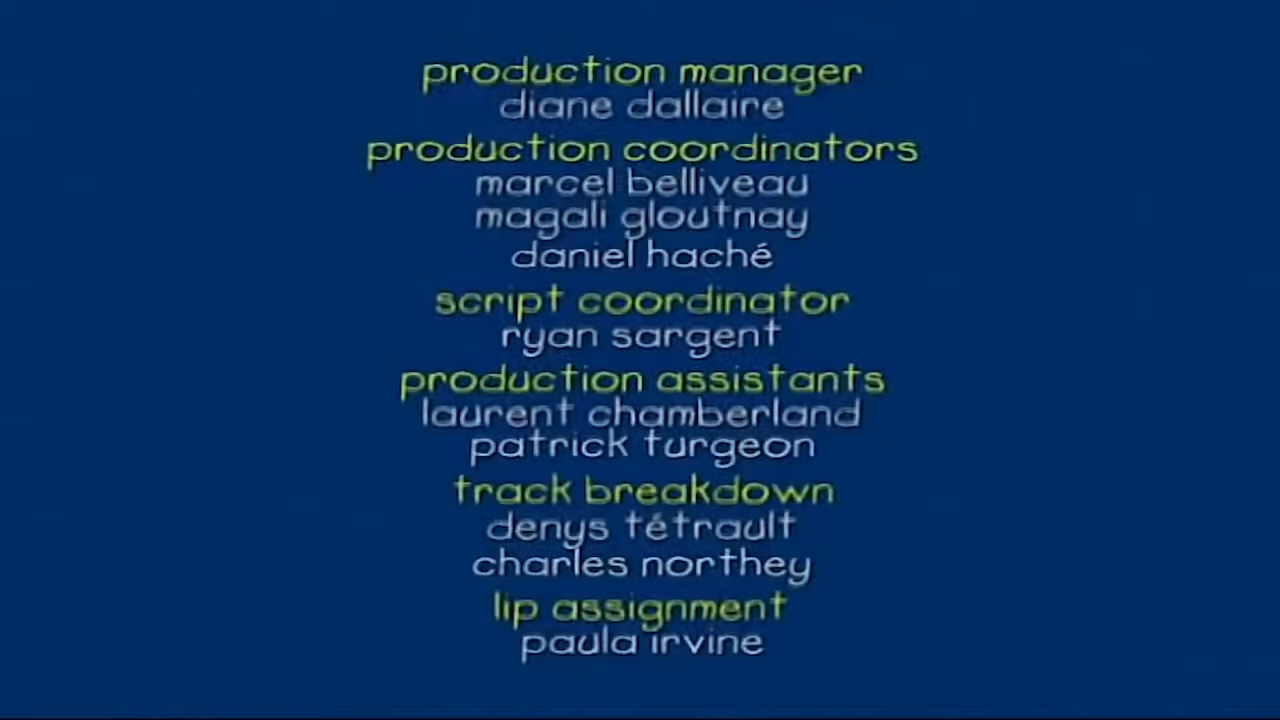 production manager
diane dallaire
production coordinators
marcel belliveau
magali gloutnay
daniel haché
script coordinator
ryan sargent
production assistants
laurent chamberland
patrick turgeon
track breakdown
denys tétrault
charles northey
lip assignment
paula irvine